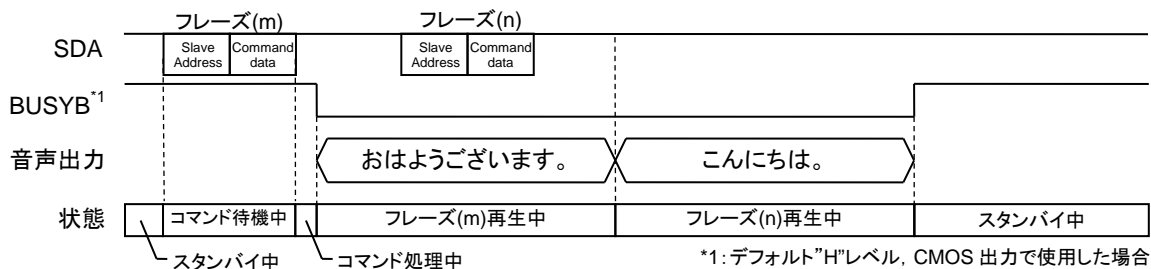 フレーズ(m) フレーズ(n)
SDA Slave Address Command data Slave Address Command data
BUSYB*1
音声出力 おはようございます。 こんにちは。
状態 コマンド待機中 フレーズ(m)再生中 フレーズ(n)再生中 スタンバイ中
スタンバイ中 コマンド処理中 *1:デフォルト”H”レベル, CMOS 出力で使用した場合